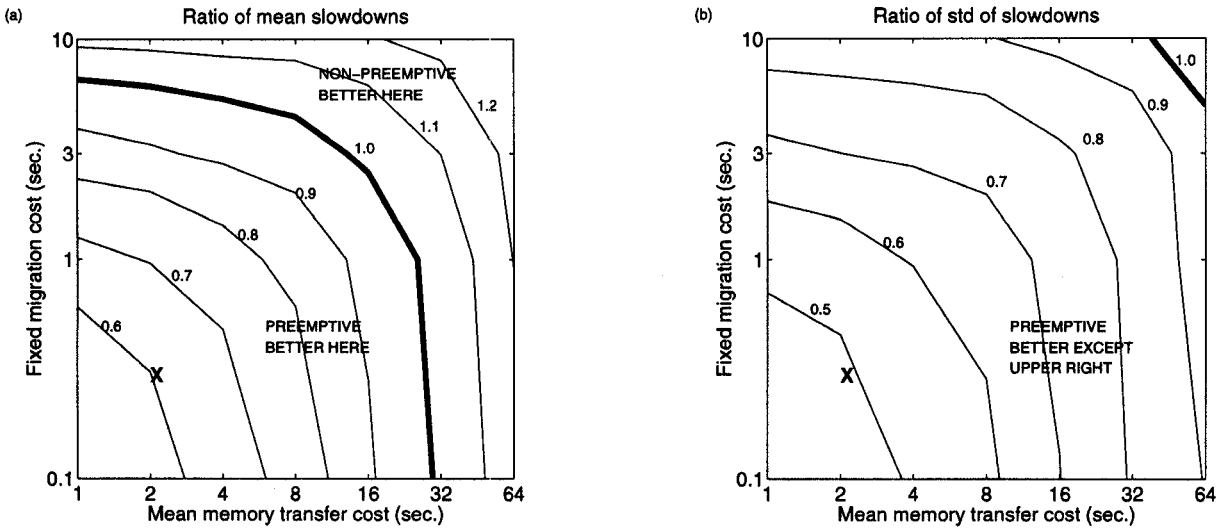 (a)
Ratio of mean slowdowns
Fixed migration cost (sec.)
10
3
1
0.1
NON-PREEMPTIVE
BETTER HERE
1.2
1.1
1.0
0.9
0.8
0.7
0.6
PREEMPTIVE
BETTER HERE
X
1 2 4 8 16 32 64
Mean memory transfer cost (sec.)
(b)
Ratio of std of slowdowns
Fixed migration cost (sec.)
10
3
1
0.1
1.0
0.9
0.8
0.7
0.6
0.5
PREEMPTIVE
BETTER EXCEPT
UPPER RIGHT
X
1 2 4 8 16 32 64
Mean memory transfer cost (sec.)